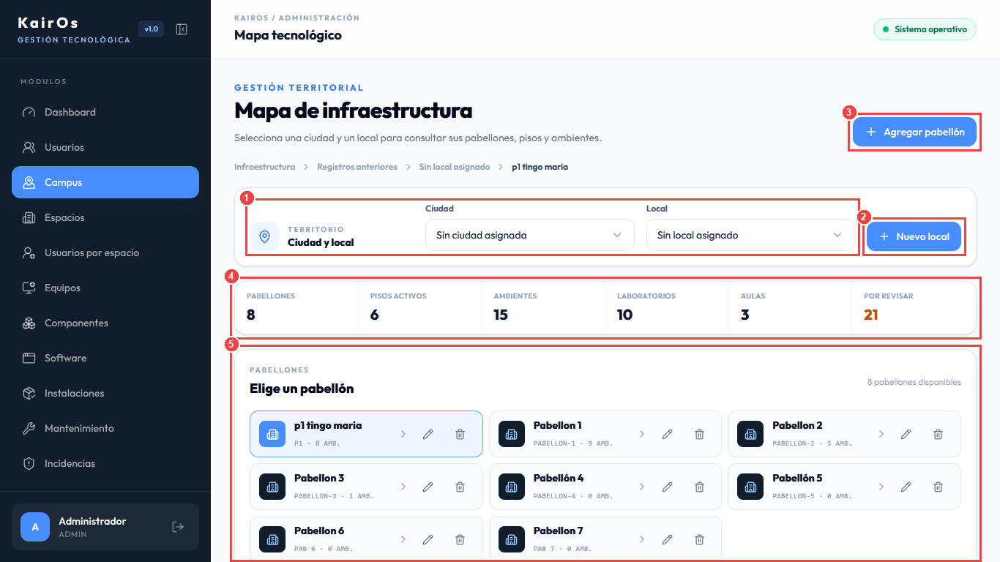 KairOs
GESTIÓN TECNOLÓGICA
v1.0
MÓDULOS
Dashboard
Usuarios
Campus
Espacios
Usuarios por espacio
Equipos
Componentes
Software
Instalaciones
Mantenimiento
Incidencias
A
Administrador
ADMIN
KAIROS / ADMINISTRACIÓN
Mapa tecnológico
Sistema operativo
GESTIÓN TERRITORIAL
Mapa de infraestructura
Selecciona una ciudad y un local para consultar sus pabellones, pisos y ambientes.
3
Agregar pabellón
Infraestructura > Registros anteriores > Sin local asignado > p1 tingo maria
1
TERRITORIO
Ciudad y local
Ciudad
Sin ciudad asignada
Local
Sin local asignado
2
Nuevo local
4
PABELLONES
8
PISOS ACTIVOS
6
AMBIENTES
15
LABORATORIOS
10
AULAS
3
POR REVISAR
21
5
PABELLONES
Elige un pabellón
8 pabellones disponibles
p1 tingo maria
P1 · 0 AMB.
Pabellon 1
PABELLON-1 · 9 AMB.
Pabellon 2
PABELLON-2 · 5 AMB.
Pabellon 3
PABELLON-3 · 1 AMB.
Pabellón 4
PABELLON-4 · 0 AMB.
Pabellón 5
PABELLON-5 · 0 AMB.
Pabellon 6
PAB 6 · 0 AMB.
Pabellon 7
PAB 7 · 0 AMB.